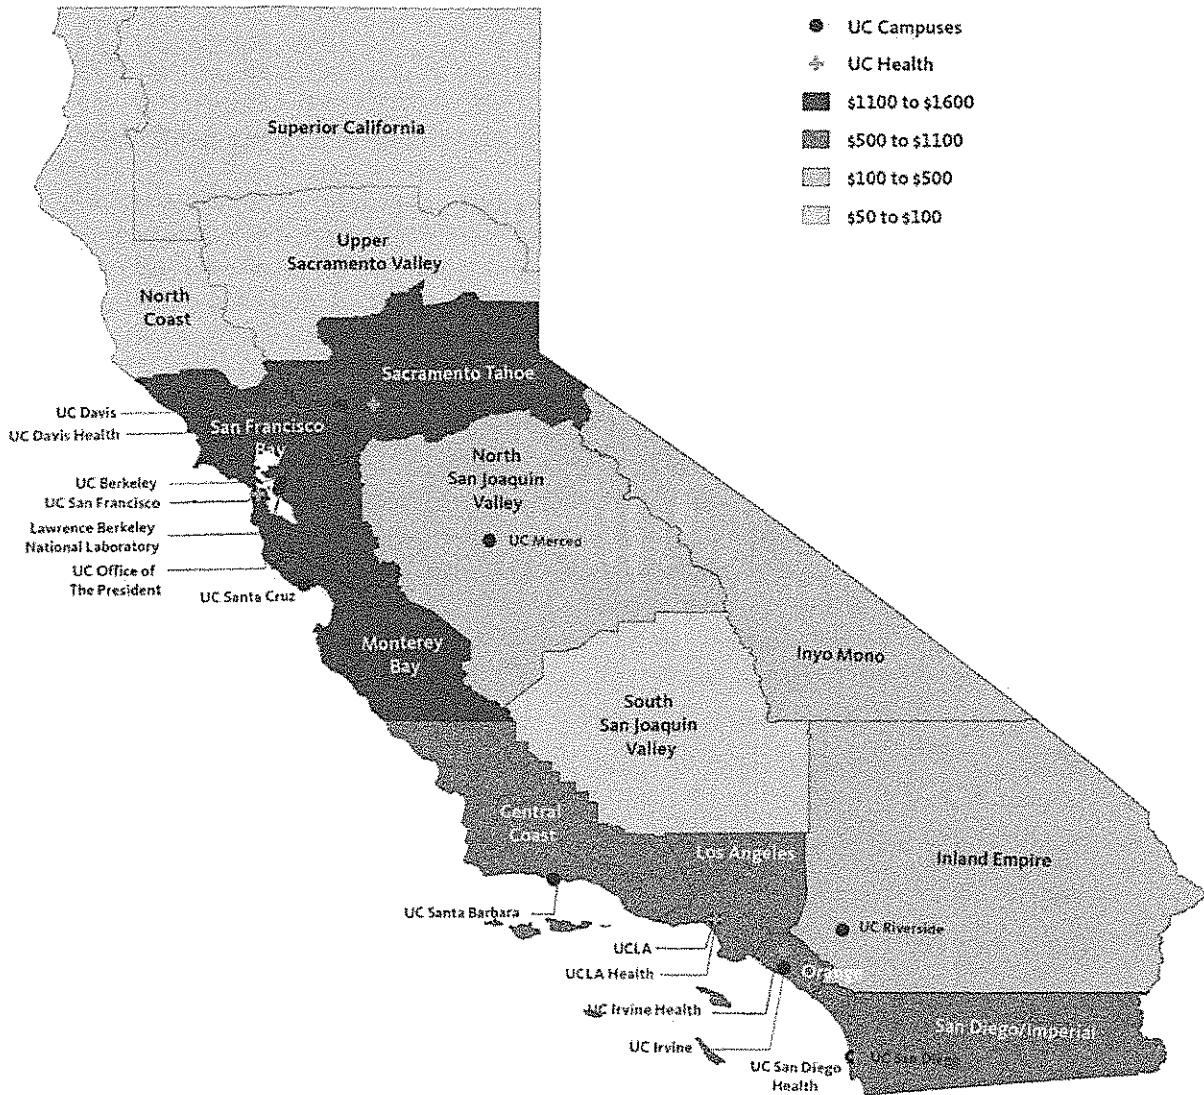 UC Campuses
UC Health
$1100 to $1600
$500 to $1100
$100 to $500
$50 to $100
Superior California
Upper
Sacramento Valley
North
Coast
Sacramento Tahoe
UC Davis
UC Davis Health
San Francisco
Bay
North
San Joaquin
Valley
UC Berkeley
UC San Francisco
Lawrence Berkeley
National Laboratory
UC Merced
UC Office of
The President
UC Santa Cruz
Monterey
Bay
Inyo Mono
South
San Joaquin
Valley
Central
Coast
Los Angeles
Inland Empire
UC Santa Barbara
UC Riverside
UCLA
UCLA Health
Orange
UC Irvine Health
San Diego/Imperial
UC Irvine
UC San Diego
UC San Diego
Health